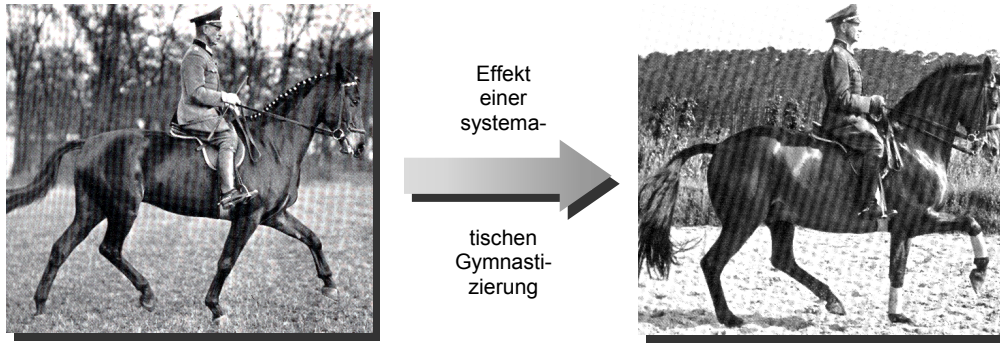 Effekt
einer
systema-
tischen
Gymnasti-
zierung